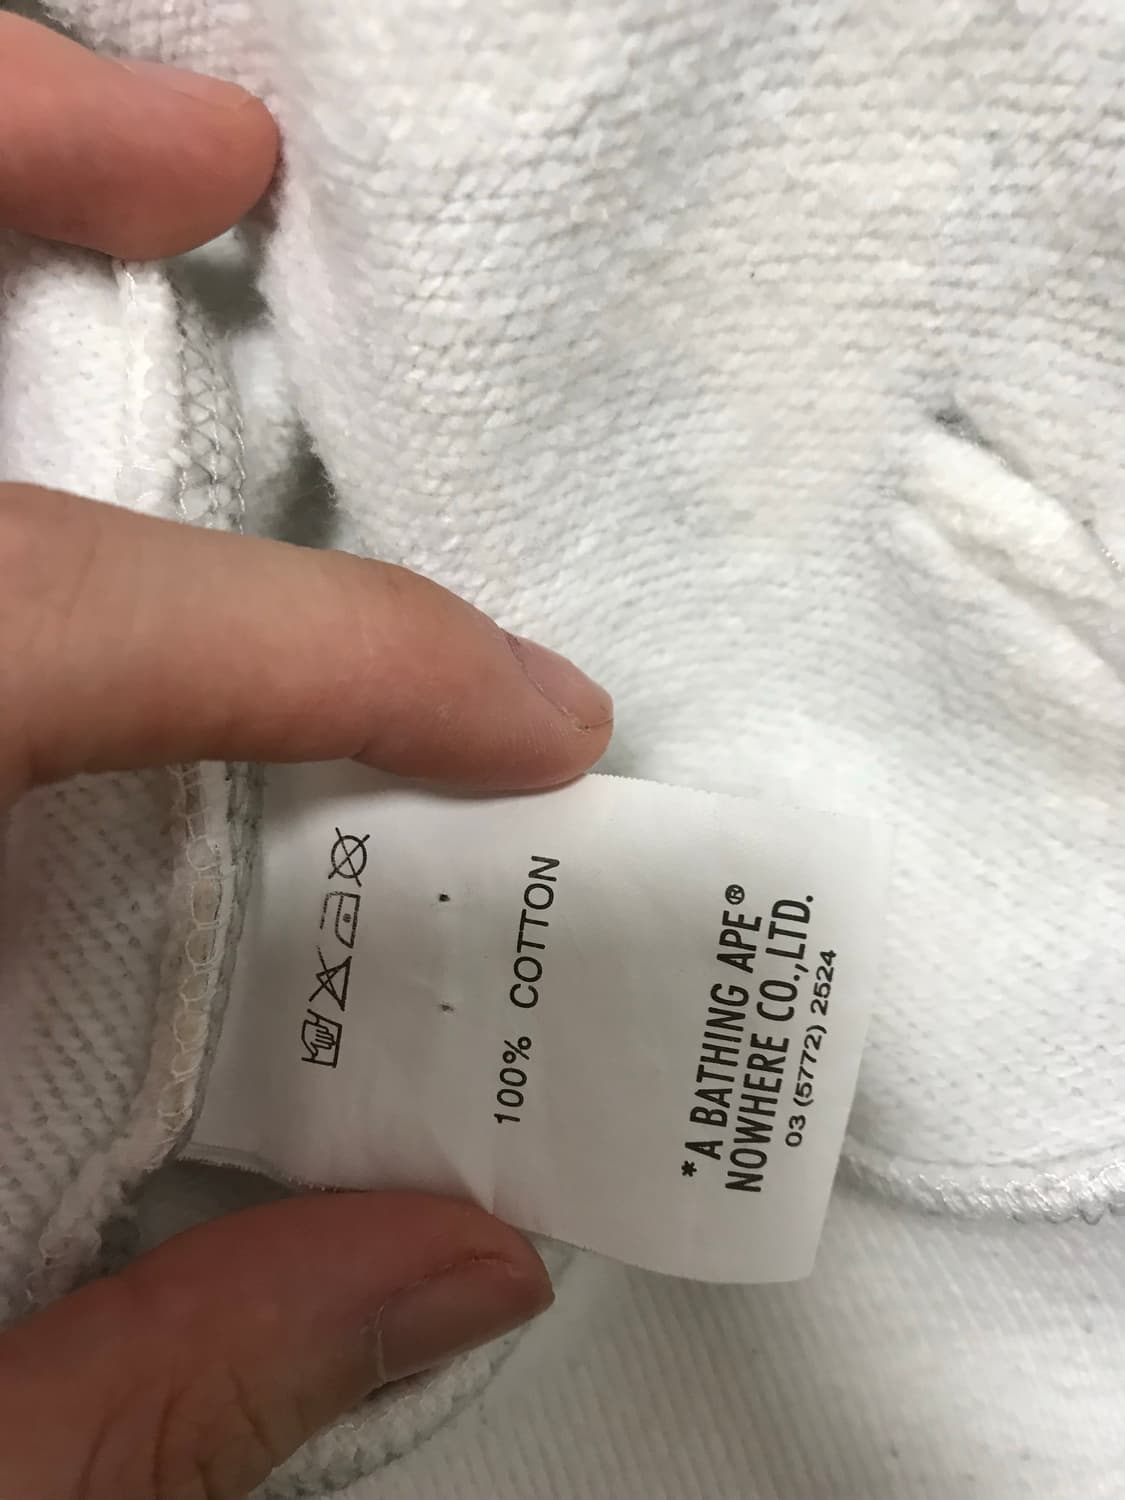 100% COTTON
*A BATHING APE®
NOWHERE CO.,LTD.
03 (5772) 2524